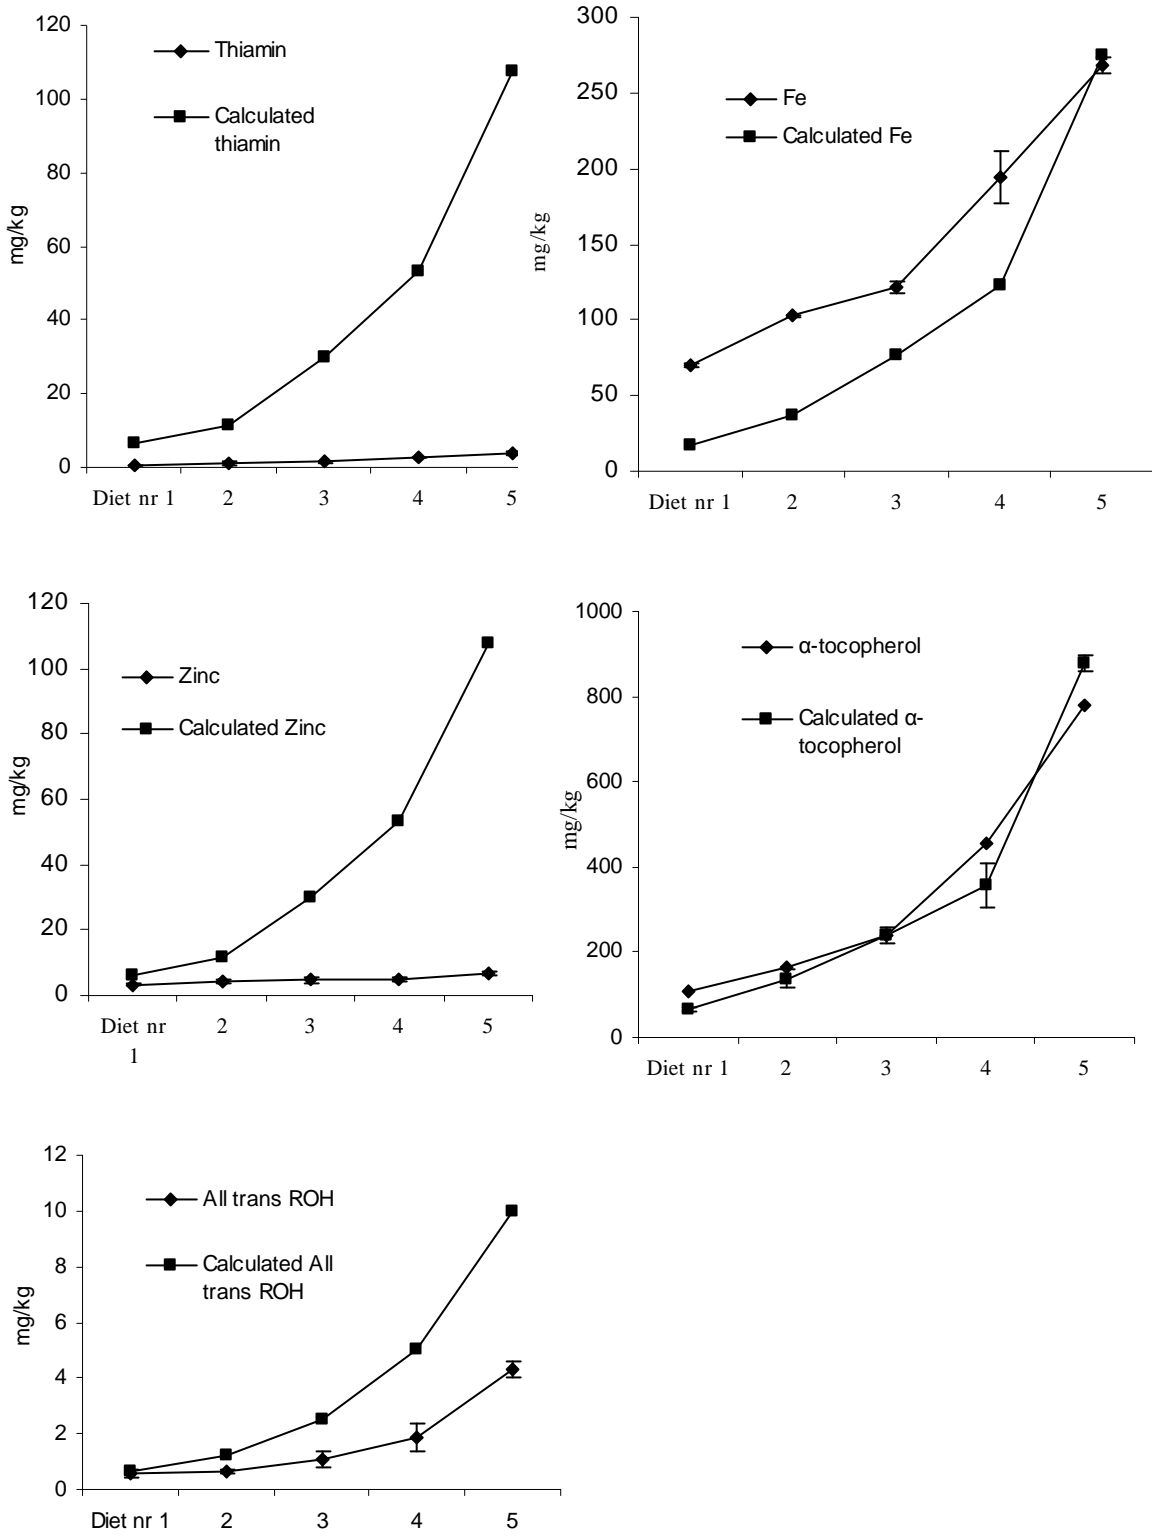 120
100
80
60
40
20
0
mg/kg
Thiamin
Calculated
thiamin
Diet nr 1 2 3 4 5
300
250
200
150
100
50
0
mg/kg
Fe
Calculated Fe
Diet nr 1 2 3 4 5
120
100
80
60
40
20
0
mg/kg
Zinc
Calculated Zinc
Diet nr 2 3 4 5
1
1000
800
600
400
200
0
mg/kg
α-tocopherol
Calculated α-
tocopherol
Diet nr 1 2 3 4 5
12
10
8
6
4
2
0
mg/kg
All trans ROH
Calculated All
trans ROH
Diet nr 1 2 3 4 5